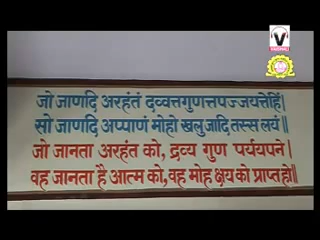 जो जाणदि अरहंतं दव्वत्तगुणत्तपज्जयत्तेहिं।
सो जाणदि अप्पाणं मोहो खलु जादि तस्स लयं॥
जो जानता अरहंत को, द्रव्य गुण पर्ययपने।
वह जानता है आत्म को, वह मोह क्षय को प्राप्त हो॥